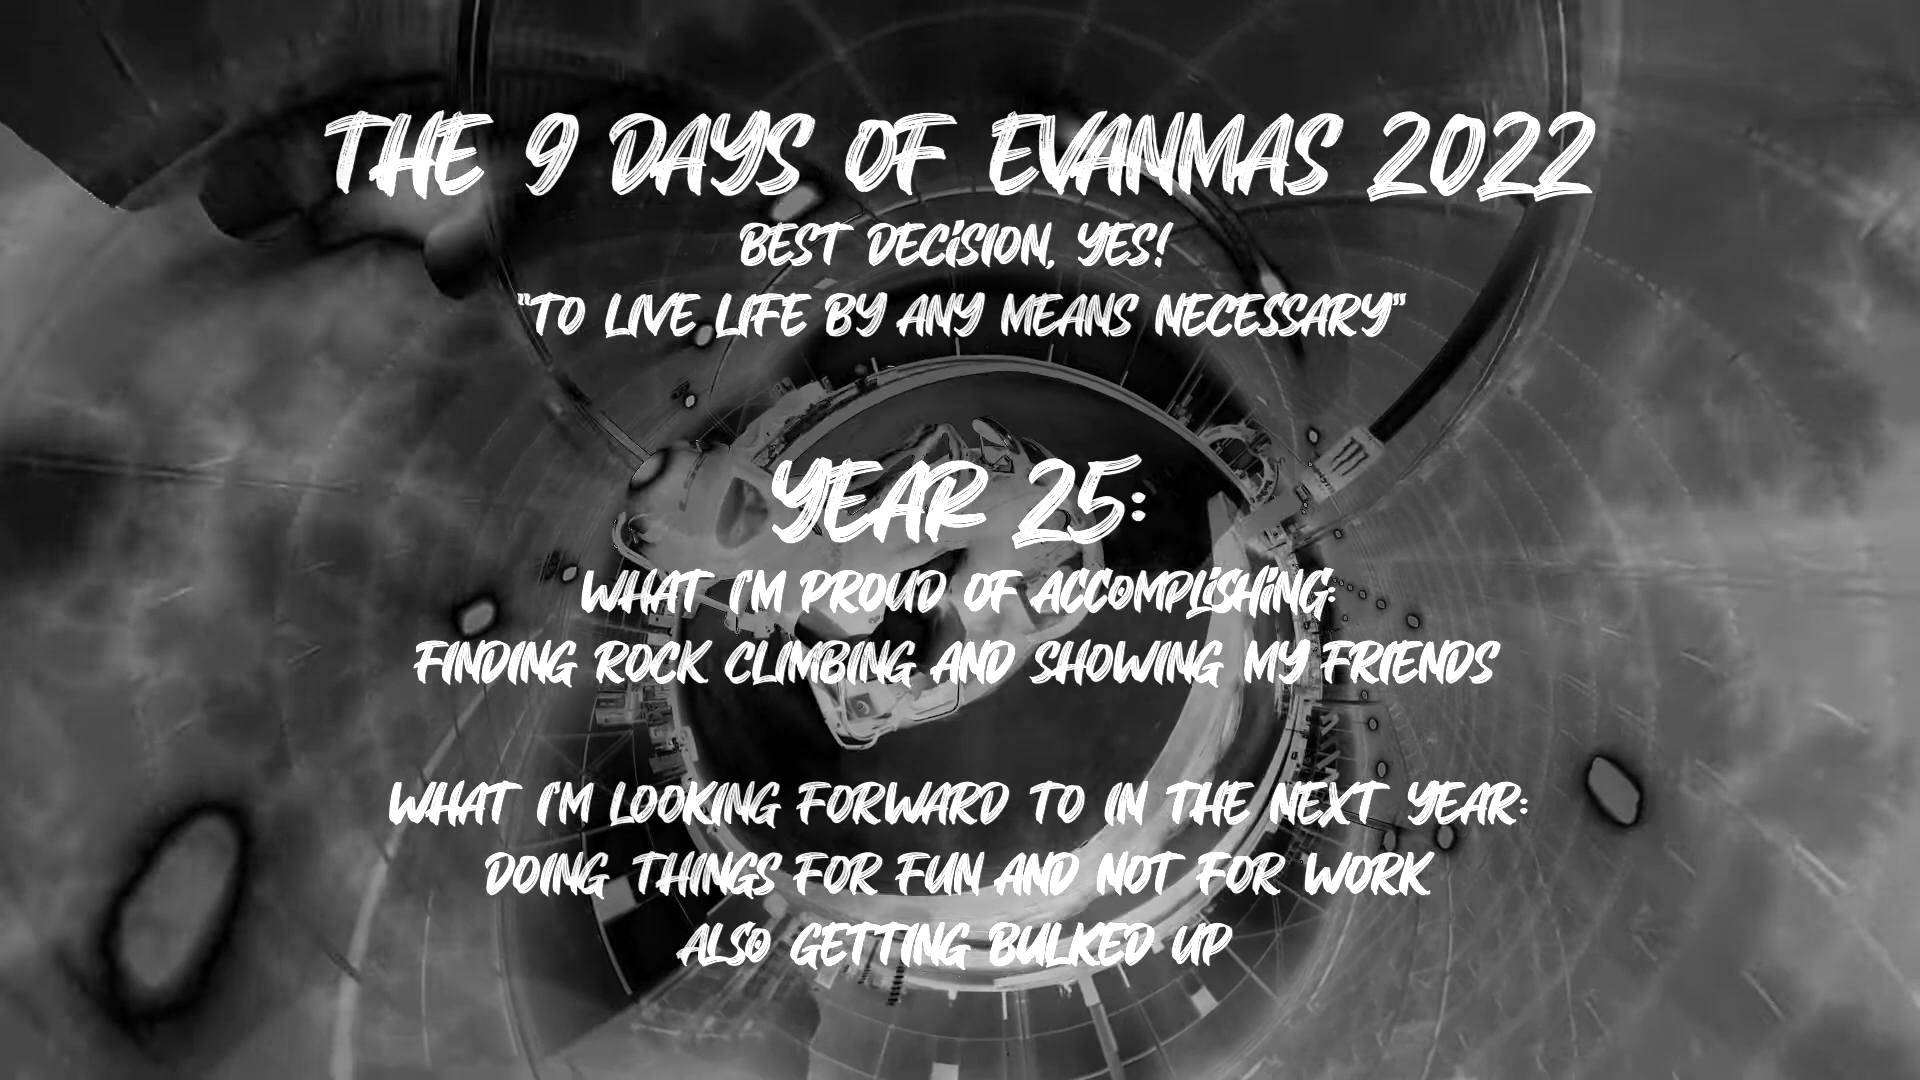 THE 9 DAYS OF EVANMAS 2022
BEST DECISION, YES!
"TO LIVE LIFE BY ANY MEANS NECESSARY"
YEAR 25:
WHAT I'M PROUD OF ACCOMPLISHING:
FINDING ROCK CLIMBING AND SHOWING MY FRIENDS
WHAT I'M LOOKING FORWARD TO IN THE NEXT YEAR:
DOING THINGS FOR FUN AND NOT FOR WORK
ALSO GETTING BULKED UP